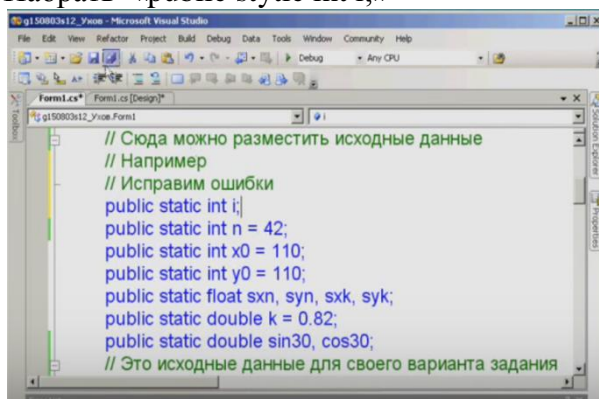 g150803s12_Ухов - Microsoft Visual Studio
File Edit View Refactor Project Build Debug Data Tools Window Community Help
Debug Any CPU
Form1.cs* Form1.cs [Design]*
Toolbox
g150803s12_Ухов.Form1 i
Solution Explorer
Properties
// Сюда можно разместить исходные данные
// Например
// Исправим ошибки
public static int i;
public static int n = 42;
public static int x0 = 110;
public static int y0 = 110;
public static float sxn, syn, sxk, syk;
public static double k = 0.82;
public static double sin30, cos30;
// Это исходные данные для своего варианта задания